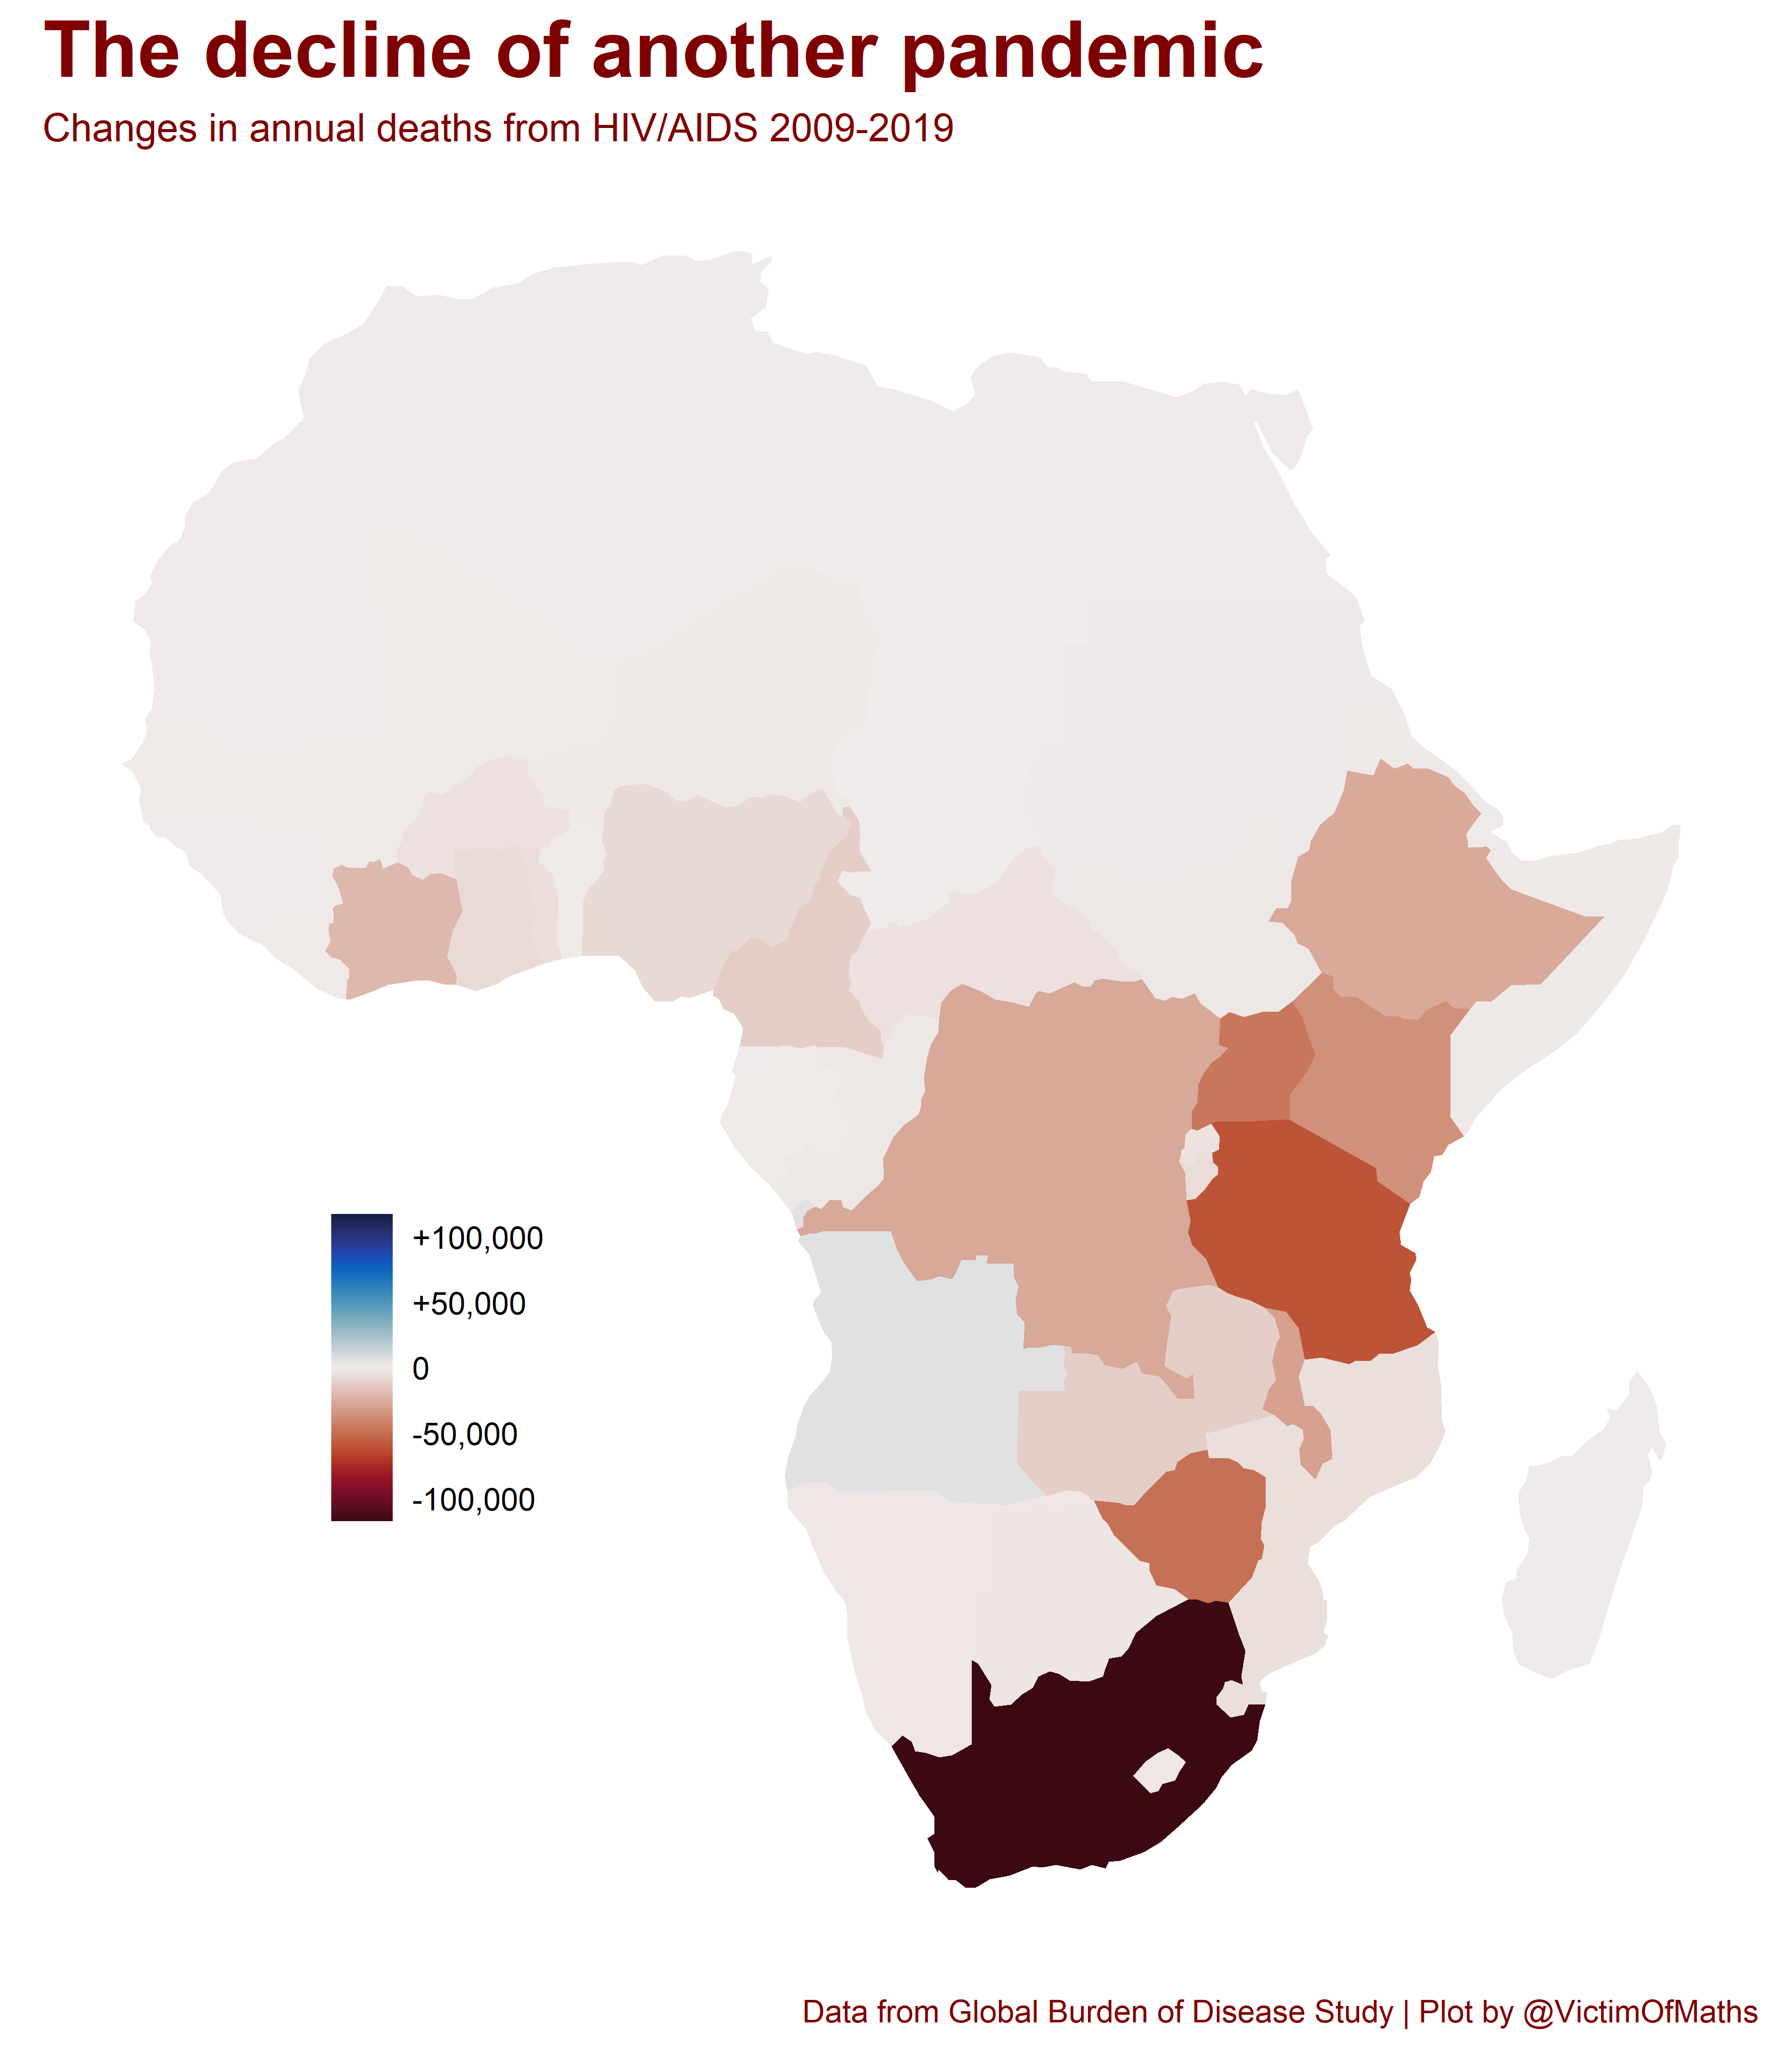 The decline of another pandemic
Changes in annual deaths from HIV/AIDS 2009-2019
+100,000
+50,000
0
-50,000
-100,000
Data from Global Burden of Disease Study | Plot by @VictimOfMaths